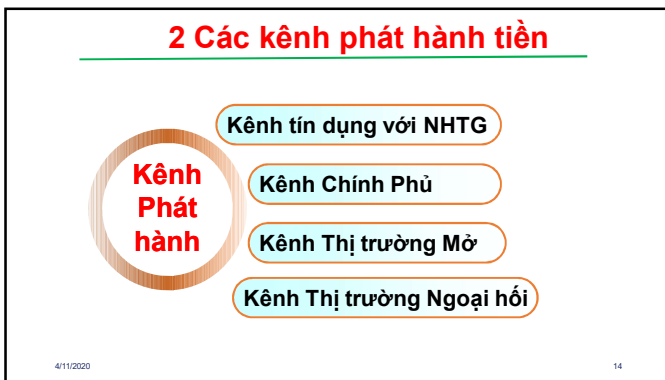 2 Các kênh phát hành tiền
Kênh tín dụng với NHTG
Kênh
Phát
hành
Kênh Chính Phủ
Kênh Thị trường Mở
Kênh Thị trường Ngoại hối
4/11/2020
14